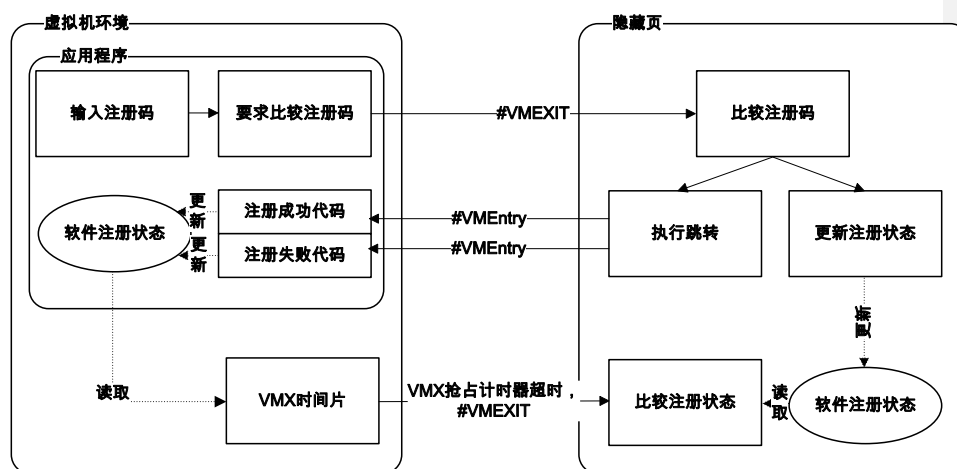 虚拟机环境
隐藏页
应用程序
输入注册码
要求比较注册码
#VMEXIT
比较注册码
更
新
注册成功代码
#VMEntry
执行跳转
更新注册状态
软件注册状态
更
新
注册失败代码
#VMEntry
更新
读取
VMX时间片
VMX抢占计时器超时，
#VMEXIT
比较注册状态
读
取
软件注册状态